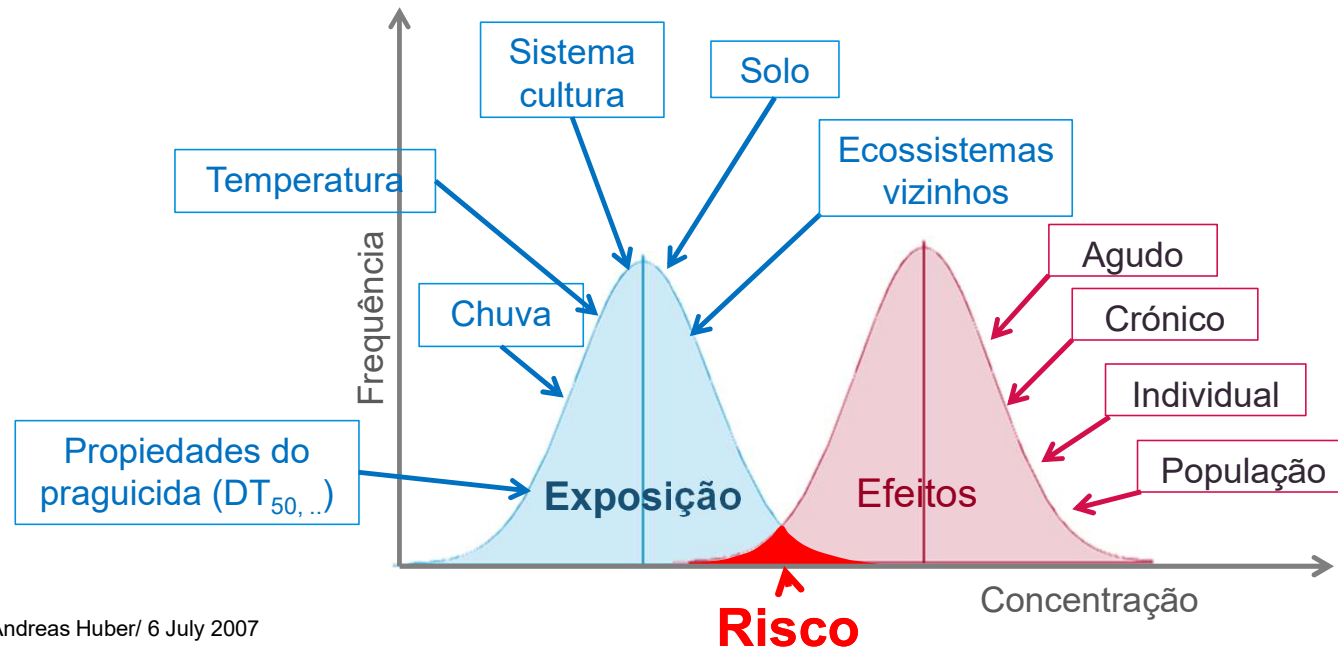 Sistema
cultura
Solo
Temperatura
Ecossistemas
vizinhos
Frequência
Chuva
Agudo
Crónico
Individual
População
Propiedades do
praguicida (DT50, ..)
Exposição
Efeitos
Concentração
Risco
Andreas Huber/ 6 July 2007